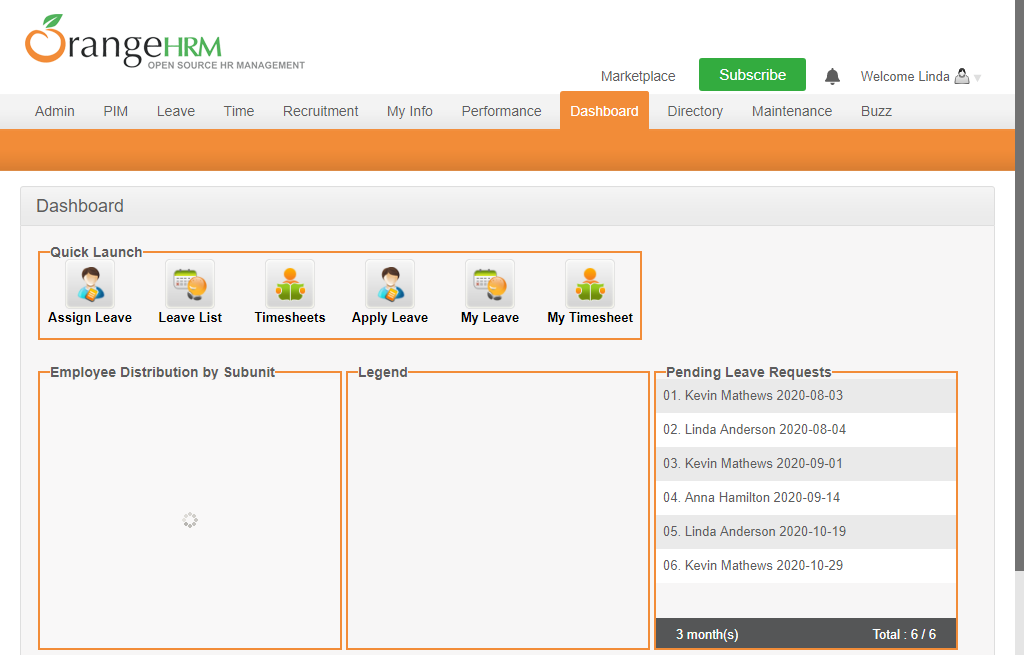 OrangeHRM
OPEN SOURCE HR MANAGEMENT
Marketplace Subscribe Welcome Linda
Admin PIM Leave Time Recruitment My Info Performance Dashboard Directory Maintenance Buzz
Dashboard
Quick Launch
Assign Leave Leave List Timesheets Apply Leave My Leave My Timesheet
Employee Distribution by Subunit Legend Pending Leave Requests
01. Kevin Mathews 2020-08-03
02. Linda Anderson 2020-08-04
03. Kevin Mathews 2020-09-01
04. Anna Hamilton 2020-09-14
05. Linda Anderson 2020-10-19
06. Kevin Mathews 2020-10-29
3 month(s) Total : 6 / 6